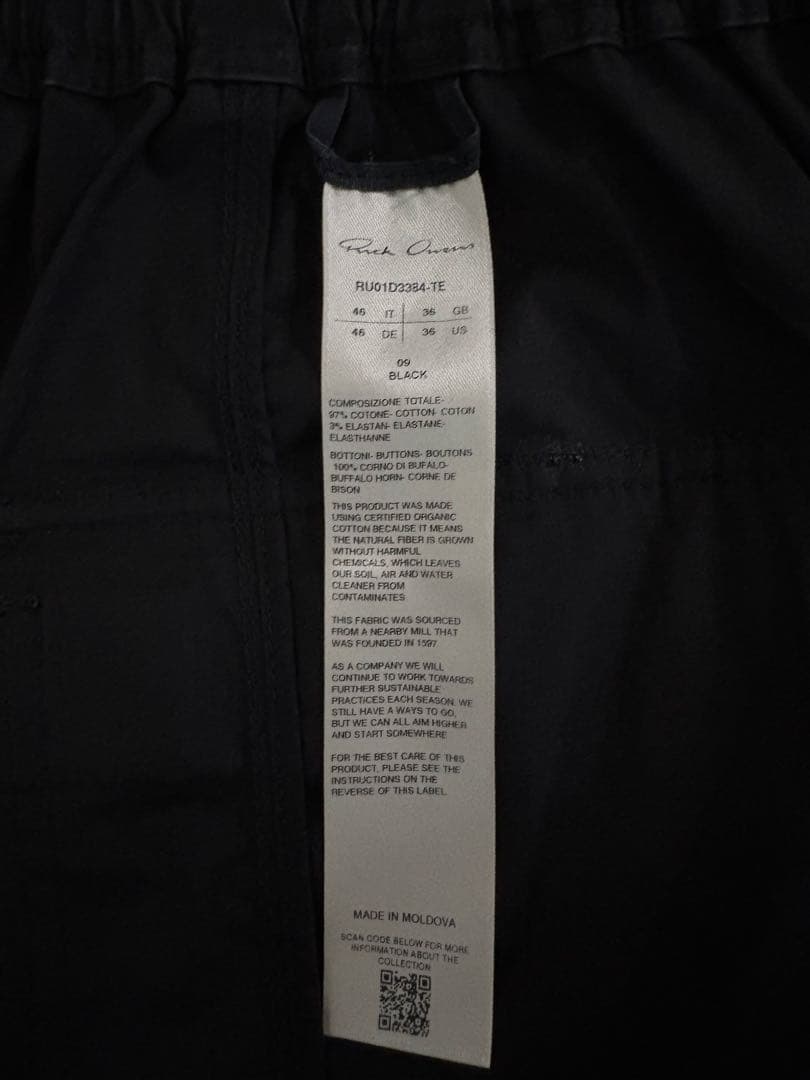 Rick Owens
RU01D3384-TE
46 IT 36 GB
46 DE 36 US
09
BLACK
COMPOSIZIONE TOTALE-
97% COTONE- COTTON- COTON
3% ELASTAN- ELASTANE-
ELASTHANNE
BOTTONI- BUTTONS- BOUTONS
100% CORNO DI BUFALO-
BUFFALO HORN- CORNE DE
BISON
THIS PRODUCT WAS MADE
USING CERTIFIED ORGANIC
COTTON BECAUSE IT MEANS
THE NATURAL FIBER IS GROWN
WITHOUT HARMFUL
CHEMICALS, WHICH LEAVES
OUR SOIL, AIR AND WATER
CLEANER FROM
CONTAMINATES
THIS FABRIC WAS SOURCED
FROM A NEARBY MILL THAT
WAS FOUNDED IN 1597
AS A COMPANY WE WILL
CONTINUE TO WORK TOWARDS
FURTHER SUSTAINABLE
PRACTICES EACH SEASON. WE
STILL HAVE A WAYS TO GO,
BUT WE CAN ALL AIM HIGHER
AND START SOMEWHERE
FOR THE BEST CARE OF THIS
PRODUCT, PLEASE SEE THE
INSTRUCTIONS ON THE
REVERSE OF THIS LABEL.
MADE IN MOLDOVA
SCAN CODE BELOW FOR MORE
INFORMATION ABOUT THE
COLLECTION